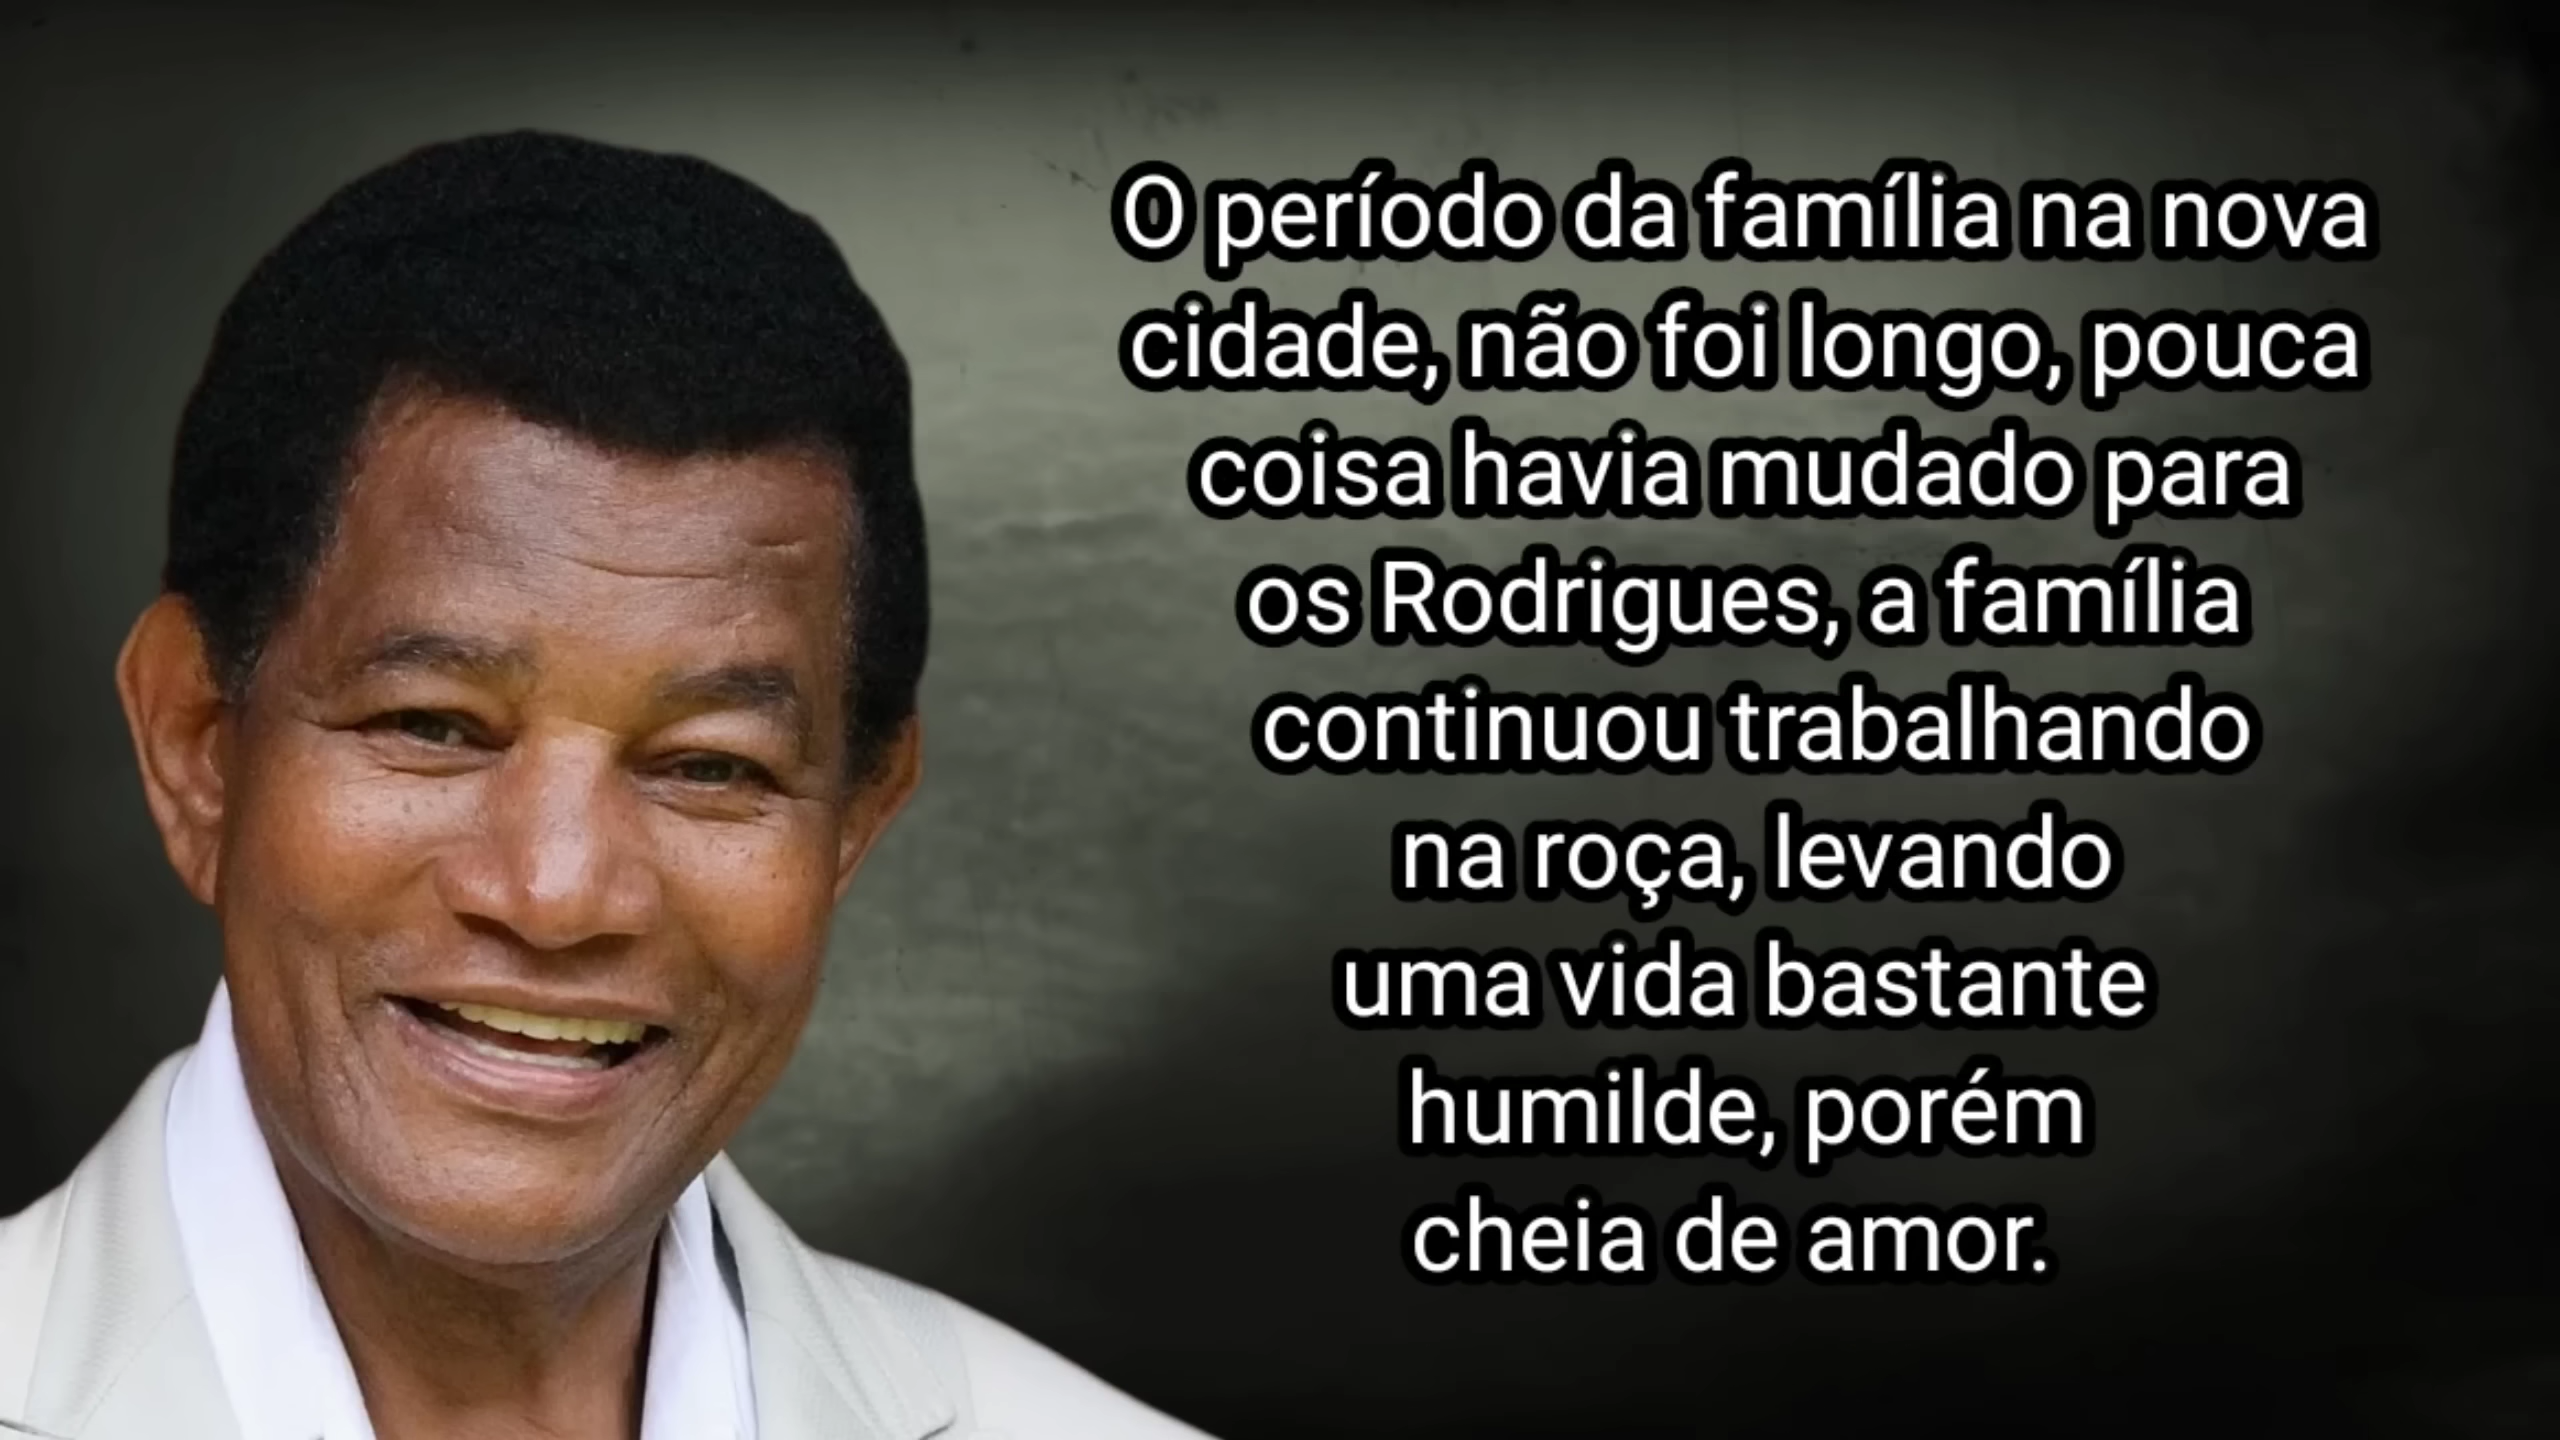 O período da família na nova
cidade, não foi longo, pouca
coisa havia mudado para
os Rodrigues, a família
continuou trabalhando
na roça, levando
uma vida bastante
humilde, porém
cheia de amor.